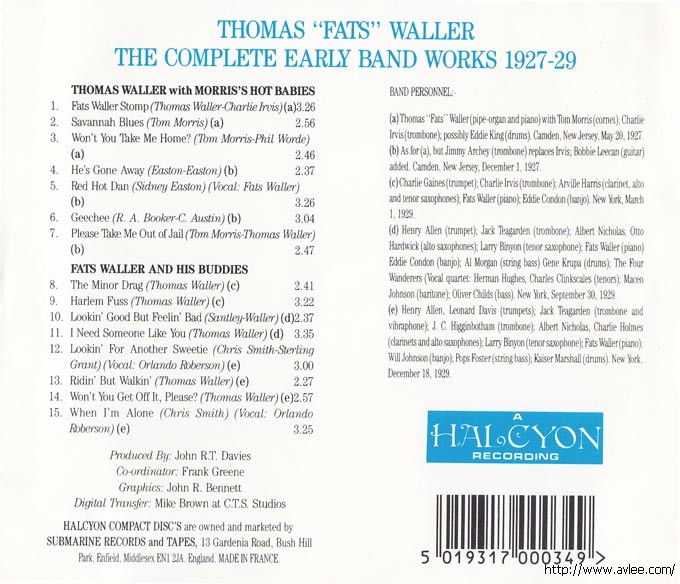 THOMAS “FATS” WALLER
THE COMPLETE EARLY BAND WORKS 1927-29
THOMAS WALLER with MORRIS'S HOT BABIES
1. Fats Waller Stomp (Thomas Waller-Charlie Irvis) (a)3.26
2. Savannah Blues (Tom Morris) (a) 2.56
3. Won't You Take Me Home? (Tom Morris-Phil Worde)
(a) 2.46
4. He's Gone Away (Easton-Easton) (b) 2.37
5. Red Hot Dan (Sidney Easton) (Vocal: Fats Waller)
(b) 3.26
6. Geechee (R. A. Booker-C. Austin) (b) 3.04
7. Please Take Me Out of Jail (Tom Morris-Thomas Waller)
(b) 2.47
FATS WALLER AND HIS BUDDIES
8. The Minor Drag (Thomas Waller) (c) 2.41
9. Harlem Fuss (Thomas Waller) (c) 3.22
10. Lookin' Good But Feelin' Bad (Santley-Waller) (d)2.37
11. I Need Someone Like You (Thomas Waller) (d) 3.35
12. Lookin' For Another Sweetie (Chris Smith-Sterling
Grant) (Vocal: Orlando Roberson) (e) 3.00
13. Ridin' But Walkin' (Thomas Waller) (e) 2.27
14. Won't You Get Off It, Please? (Thomas Waller) (e)2.57
15. When I'm Alone (Chris Smith) (Vocal: Orlando
Roberson) (e) 3.25
Produced By: John R.T. Davies
Co-ordinator: Frank Greene
Graphics: John R. Bennett
Digital Transfer: Mike Brown at C.T.S. Studios
HALCYON COMPACT DISC'S are owned and marketed by
SUBMARINE RECORDS and TAPES, 13 Gardenia Road, Bush Hill
Park, Enfield, Middlesex EN1 2JA. England. MADE IN FRANCE.
BAND PERSONNEL:-
(a) Thomas “Fats” Waller (pipe-organ and piano) with Tom Morris (cornet); Charlie
Irvis (trombone); possibly Eddie King (drums). Camden, New Jersey, May 20, 1927.
(b) As for (a), but Jimmy Archey (trombone) replaces Irvis; Bobbie Leecan (guitar)
added. Camden, New Jersey, December 1, 1927.
(c) Charlie Gaines (trumpet); Charlie Irvis (trombone); Arville Harris (clarinet, alto
and tenor saxophones); Fats Waller (piano); Eddie Condon (banjo). New York, March
1, 1929.
(d) Henry Allen (trumpet); Jack Teagarden (trombone); Albert Nicholas, Otto
Hardwick (alto saxophones); Larry Binyon (tenor saxophone); Fats Waller (piano)
Eddie Condon (banjo); Al Morgan (string bass) Gene Krupa (drums); The Four
Wanderers (Vocal quartet: Herman Hughes, Charles Clinkscales (tenors); Maceo
Johnson (baritone); Oliver Childs (bass). New York, September 30, 1929.
(e) Henry Allen, Leonard Davis (trumpets); Jack Teagarden (trombone and
vibraphone); J. C. Higginbotham (trombone); Albert Nicholas, Charlie Holmes
(clarinets and alto saxophones); Larry Binyon (tenor saxophone); Fats Waller (piano);
Will Johnson (banjo); Pops Foster (string bass); Kaiser Marshall (drums). New York,
December 18, 1929.
A
HALCYON
RECORDING
5 019317 000349 >
http://www.avlee.com/